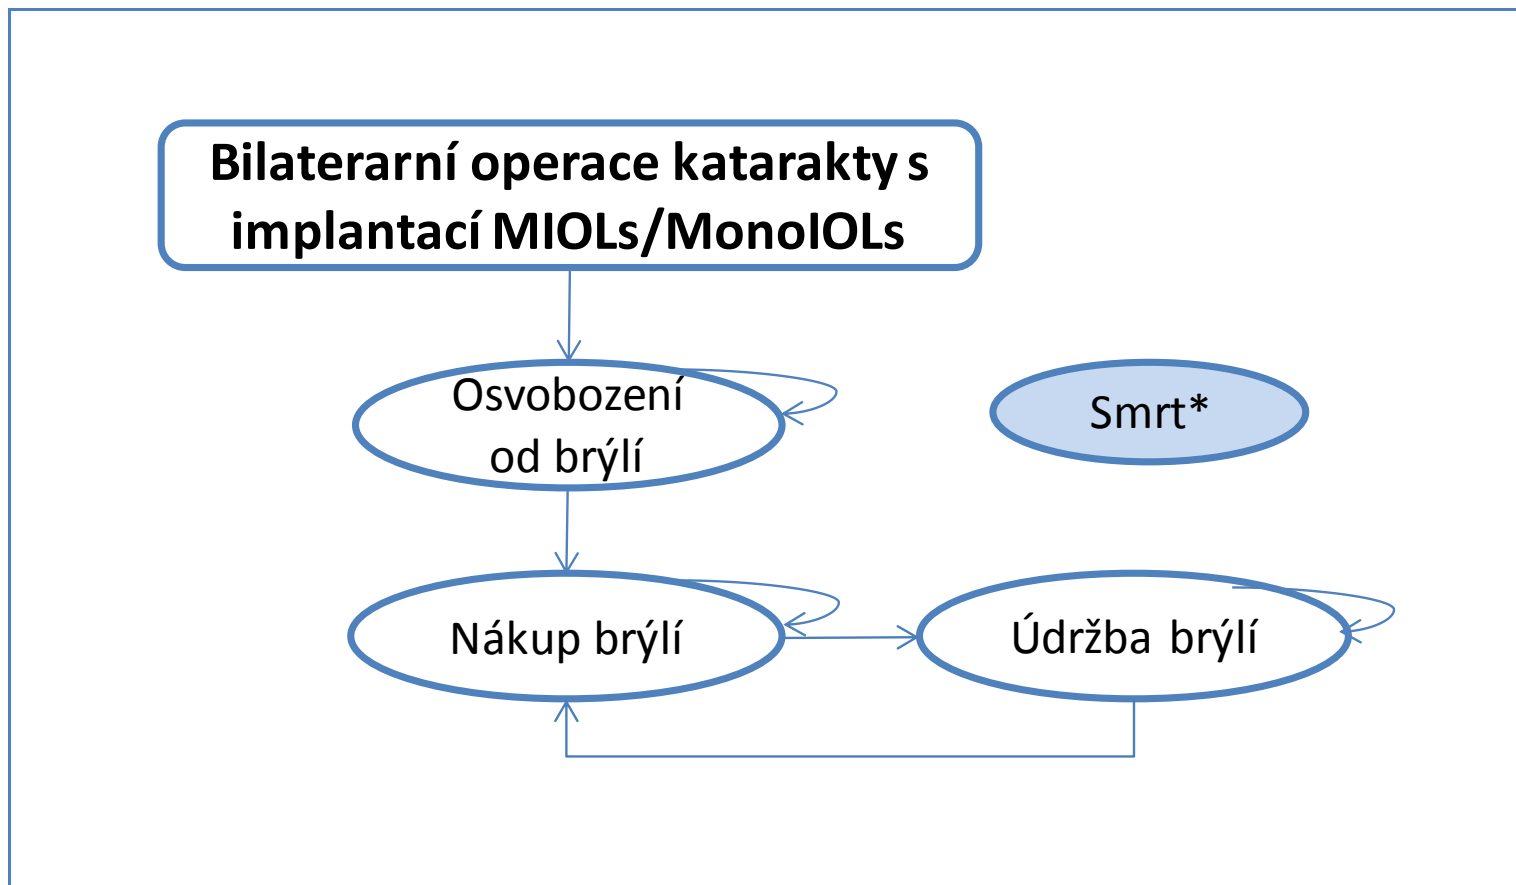 Bilaterarní operace katarakty s
implantací MIOLs/MonoIOLs
Osvobození
od brýlí
Smrt*
Nákup brýlí
Údržba brýlí